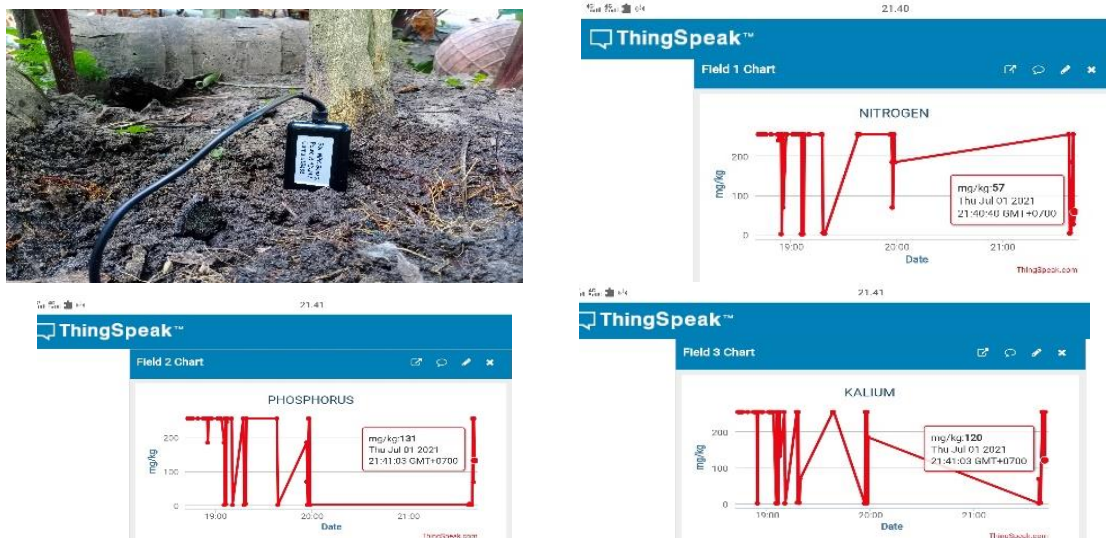 21.40
ThingSpeak™
Field 1 Chart
NITROGEN
200
100
0
mg/kg
mg/kg:57
Thu Jul 01 2021
21:40:40 GMT+0700
19:00
20:00
21:00
Date
ThingSpeak.com
21.41
ThingSpeak™
Field 2 Chart
PHOSPHORUS
200
100
0
mg/kg
mg/kg:131
Thu Jul 01 2021
21:41:03 GMT+0700
19:00
20:00
21:00
Date
ThingSpeak.com
21.41
ThingSpeak™
Field 3 Chart
KALIUM
200
100
0
mg/kg
mg/kg:120
Thu Jul 01 2021
21:41:03 GMT+0700
19:00
20:00
21:00
Date
ThingSpeak.com